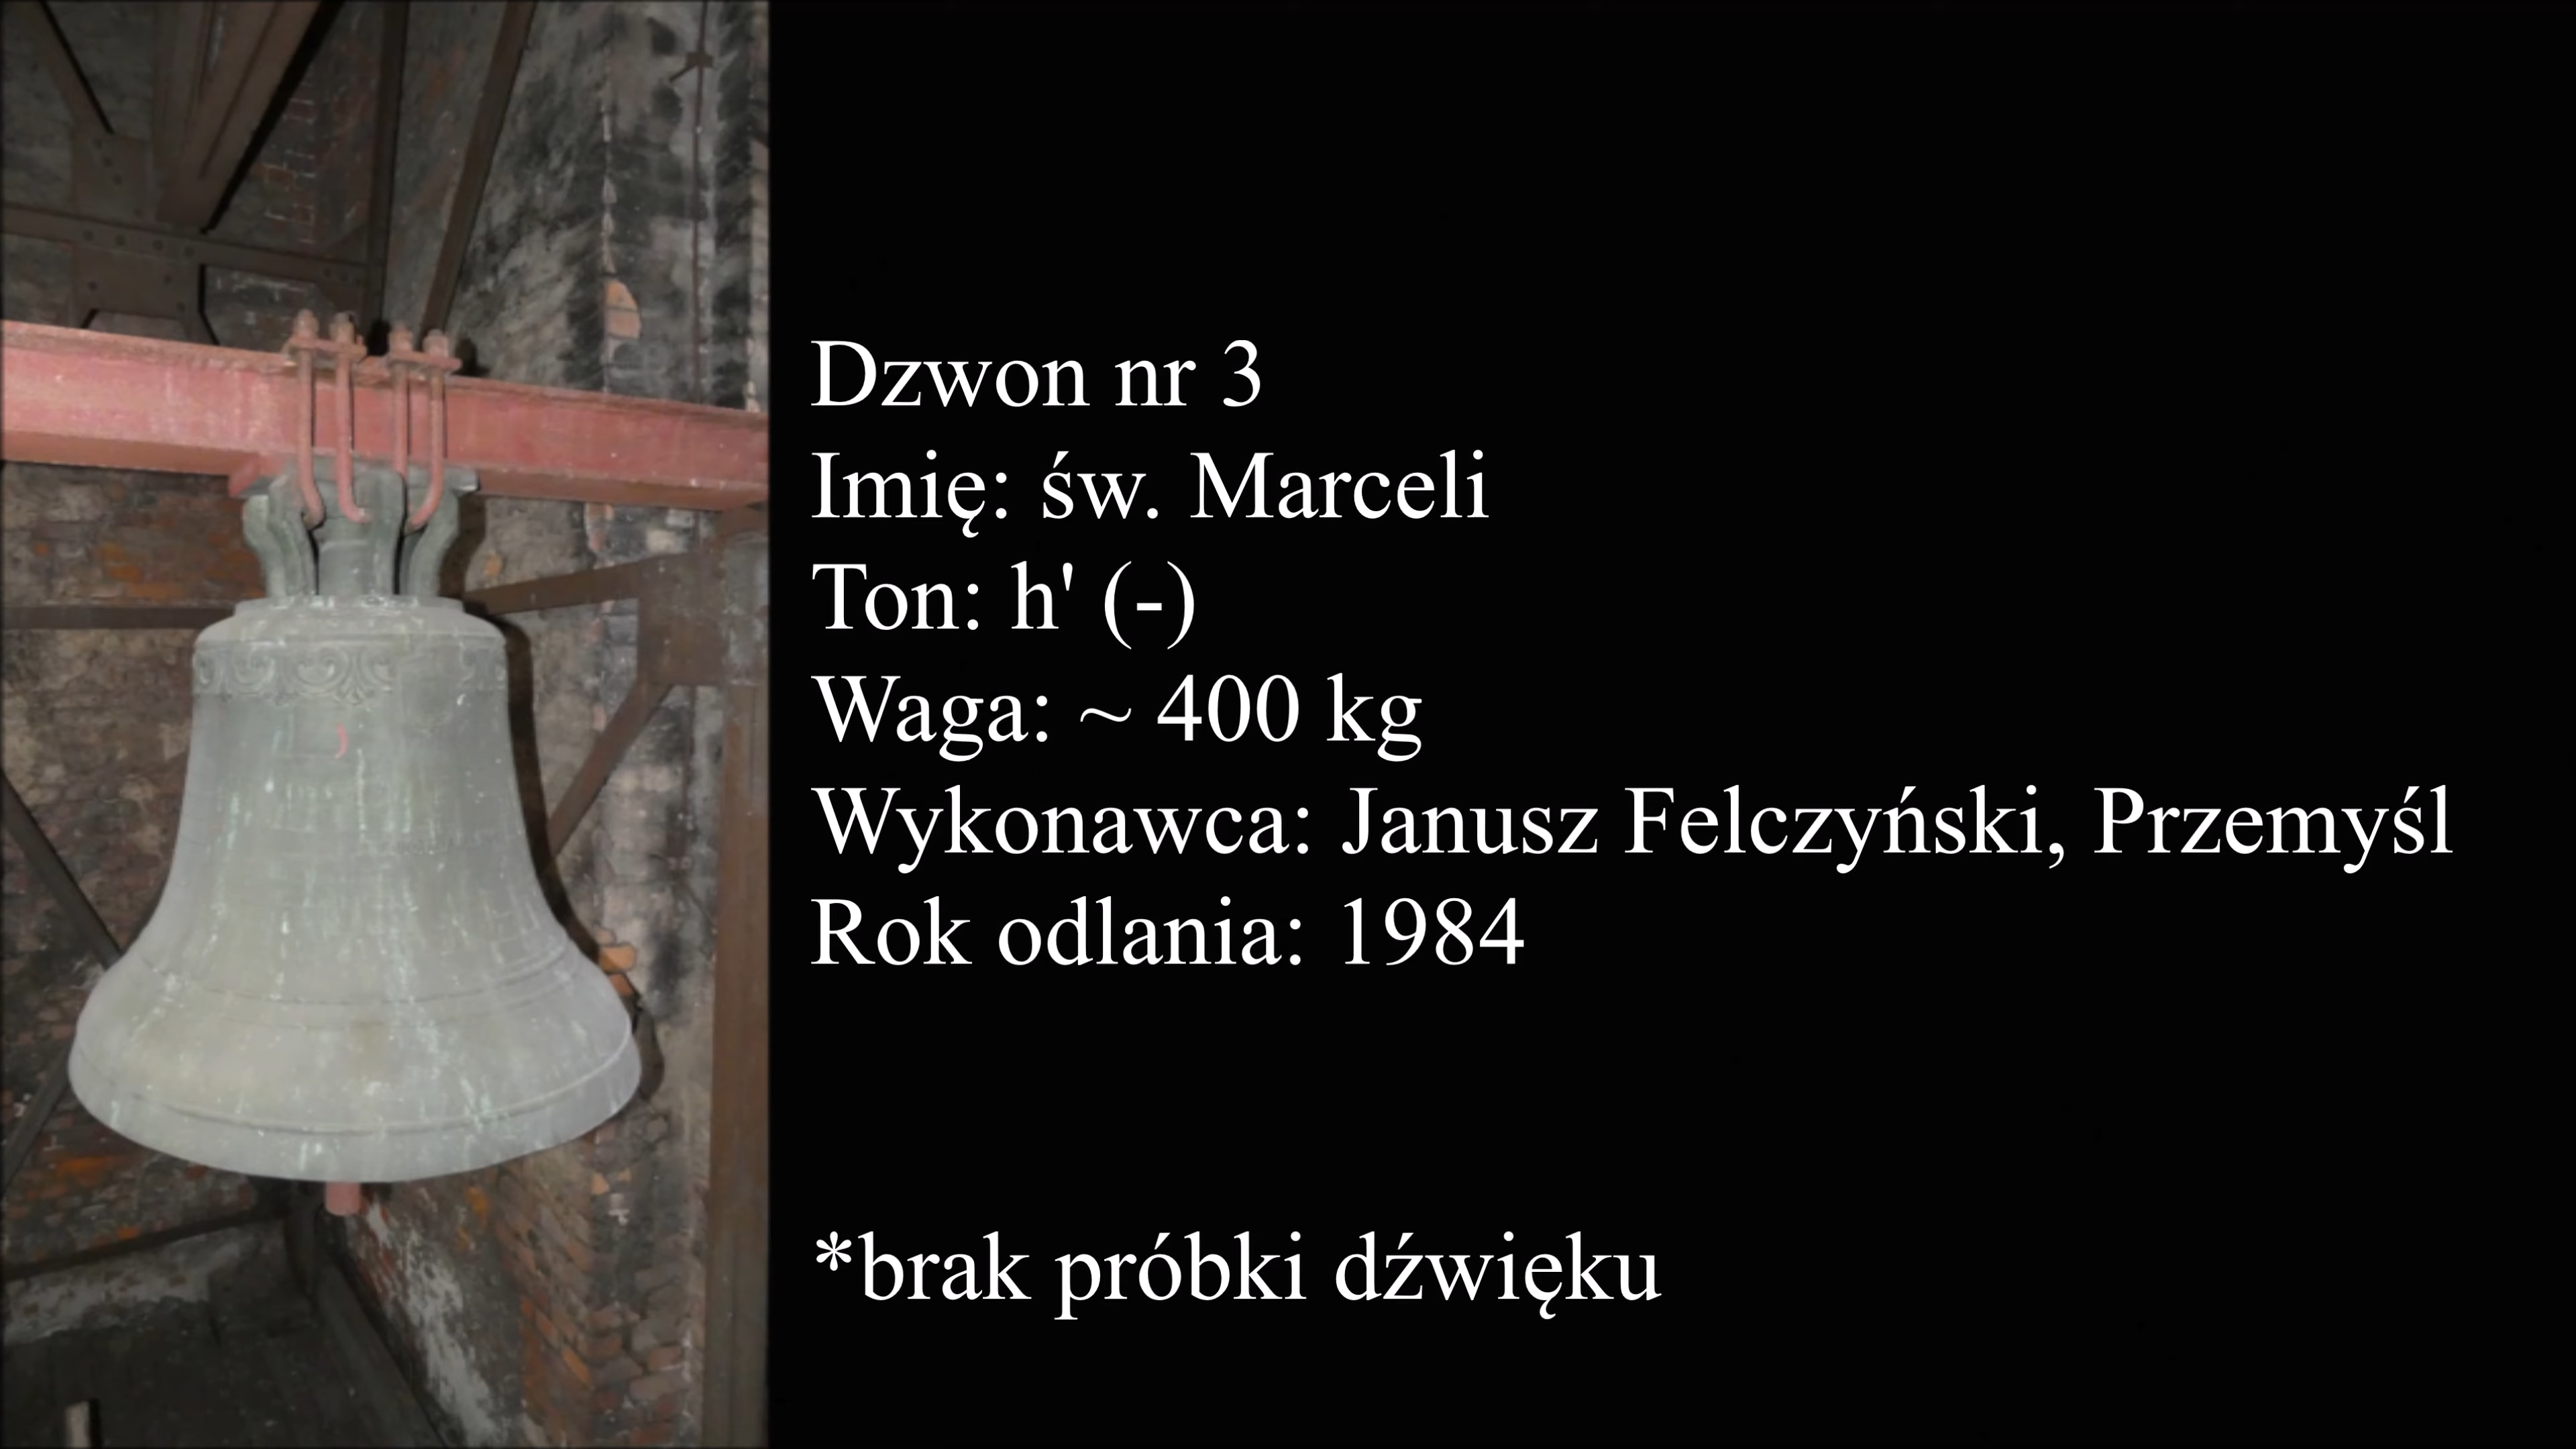 Dzwon nr 3
Imię: św. Marceli
Ton: h' (-)
Waga: ~ 400 kg
Wykonawca: Janusz Felczyński, Przemyśl
Rok odlania: 1984
*brak próbki dźwięku